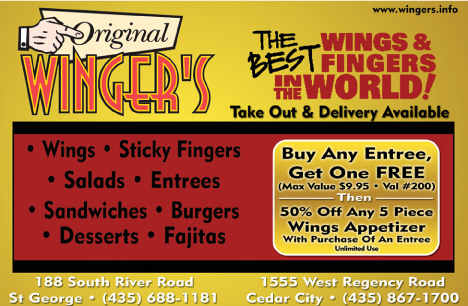 www.wingers.info
Original
WINGER'S
THE BEST WINGS &
FINGERS
IN THE WORLD!
Take Out & Delivery Available
• Wings • Sticky Fingers
• Salads • Entrees
• Sandwiches • Burgers
• Desserts • Fajitas
Buy Any Entree,
Get One FREE
(Max Value $9.95 • Val #200)
Then
50% Off Any 5 Piece
Wings Appetizer
With Purchase Of An Entree
Unlimited Use
188 South River Road
St George • (435) 688-1181
1555 West Regency Road
Cedar City • (435) 867-1700